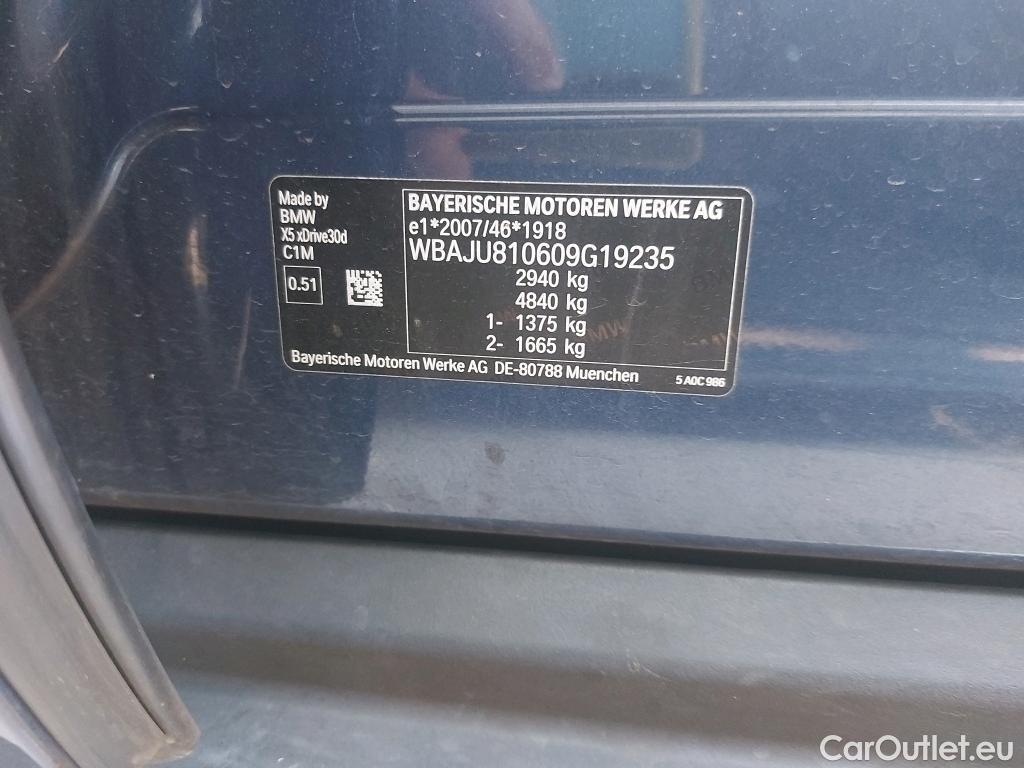 Made by
BMW
X5 xDrive30d
C1M
0.51
BAYERISCHE MOTOREN WERKE AG
e1*2007/46*1918
WBAJU810609G19235
2940 kg
4840 kg
1- 1375 kg
2- 1665 kg
Bayerische Motoren Werke AG DE-80788 Muenchen
5 A0C 986
CarOutlet.eu